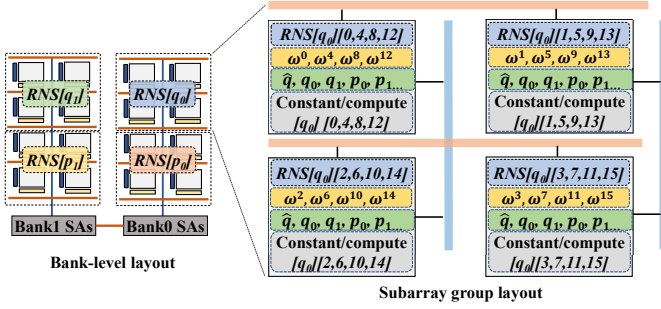 RNS[q₁]
RNS[q₀]
RNS[p₁]
RNS[p₀]
Bank1 SAs
Bank0 SAs
Bank-level layout
RNS[q₀][0,4,8,12]
ω⁰, ω⁴, ω⁸, ω¹²
q̂, q₀, q₁, p₀, p₁...
Constant/compute
[q₀] [0,4,8,12]
RNS[q₀][1,5,9,13]
ω¹, ω⁵, ω⁹, ω¹³
q̂, q₀, q₁, p₀, p₁...
Constant/compute
[q₀][1,5,9,13]
RNS[q₀][2,6,10,14]
ω², ω⁶, ω¹⁰, ω¹⁴
q̂, q₀, q₁, p₀, p₁...
Constant/compute
[q₀][2,6,10,14]
RNS[q₀][3,7,11,15]
ω³, ω⁷, ω¹¹, ω¹⁵
q̂, q₀, q₁, p₀, p₁...
Constant/compute
[q₀][3,7,11,15]
Subarray group layout